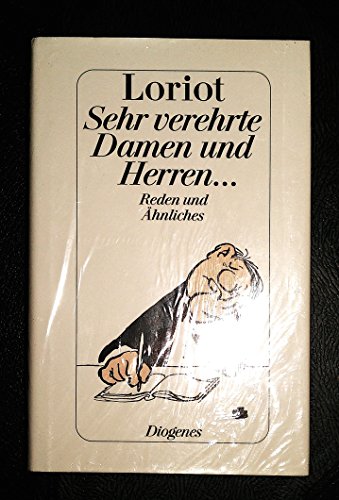 Loriot
Sehr verehrte
Damen und
Herren...
Reden und
Ähnliches
Diogenes